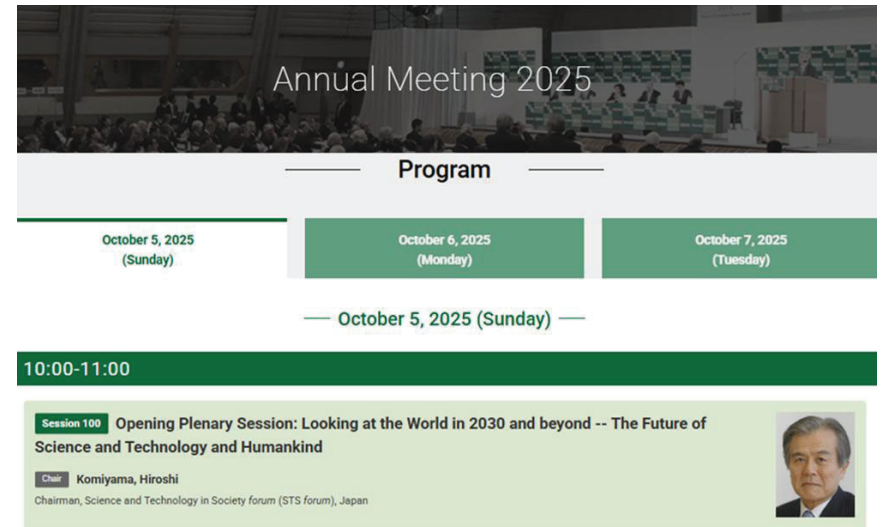 Annual Meeting 2025
Program
October 5, 2025
(Sunday)
October 6, 2025
(Monday)
October 7, 2025
(Tuesday)
October 5, 2025 (Sunday)
10:00-11:00
Session 100 Opening Plenary Session: Looking at the World in 2030 and beyond -- The Future of
Science and Technology and Humankind
Chair Komiyama, Hiroshi
Chairman, Science and Technology in Society forum (STS forum), Japan